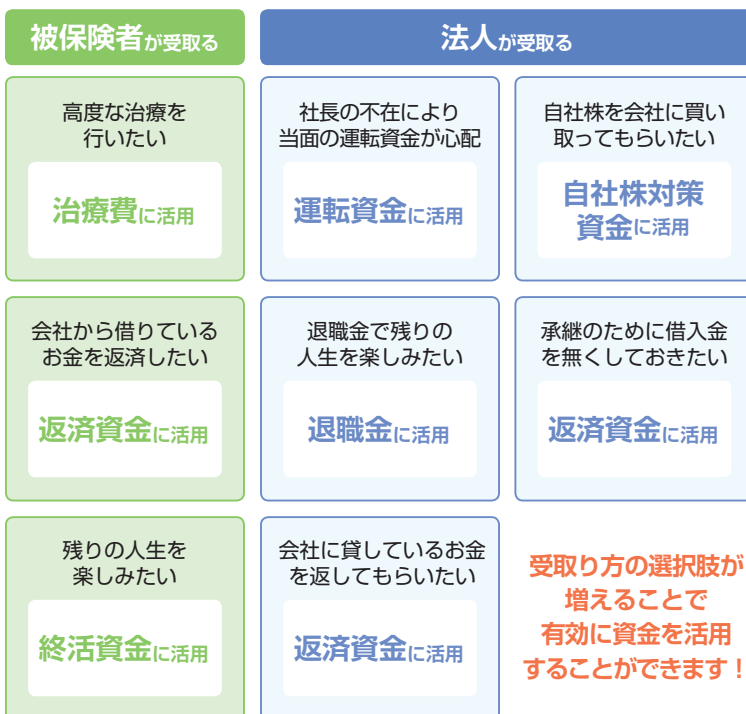 被保険者が受取る
法人が受取る
高度な治療を
行いたい
治療費に活用
社長の不在により
当面の運転資金が心配
運転資金に活用
自社株を会社に買い
取ってもらいたい
自社株対策
資金に活用
会社から借りている
お金を返済したい
返済資金に活用
退職金で残りの
人生を楽しみたい
退職金に活用
承継のために借入金
を無くしておきたい
返済資金に活用
残りの人生を
楽しみたい
終活資金に活用
会社に貸しているお金
を返してもらいたい
返済資金に活用
受取り方の選択肢が
増えることで
有効に資金を活用
することができます！